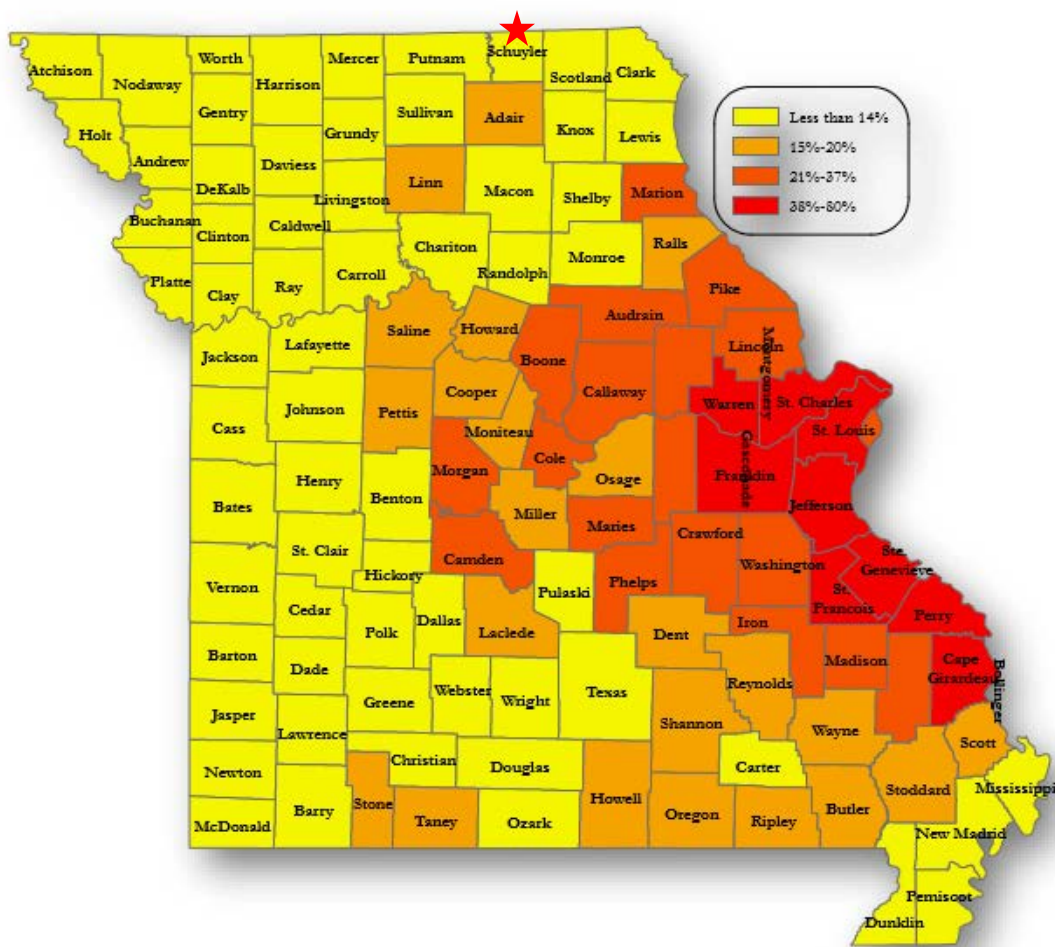 Schuyler
Worth
Mercer
Putnam
Atchison
Nodaway
Harrison
Scotland
Clark
Gentry
Sullivan
Adair
Holt
Grundy
Knox
Lewis
Andrew
Daviess
DeKalb
Linn
Macon
Shelby
Marion
Livingston
Buchanan
Clinton
Caldwell
Chariton
Ralls
Monroe
Platte
Clay
Ray
Carroll
Randolph
Pike
Saline
Howard
Audrain
Jackson
Lafayette
Boone
Lincoln
Montgomery
Cooper
Callaway
Warren
St. Charles
Cass
Johnson
Pettis
Moniteau
St. Louis
Cole
Gasconade
Henry
Morgan
Osage
Franklin
Bates
Benton
Miller
Jefferson
Maries
Crawford
St. Clair
Camden
Washington
Ste.
Genevieve
Vernon
Hickory
Pulaski
Phelps
St.
Francois
Cedar
Dallas
Perry
Polk
Laclede
Dent
Iron
Barton
Dade
Madison
Cape
Girardeau
Bollinger
Webster
Wright
Texas
Reynolds
Jasper
Greene
Lawrence
Shannon
Wayne
Scott
Newton
Christian
Douglas
Carter
Mississippi
McDonald
Barry
Stone
Taney
Ozark
Howell
Oregon
Ripley
Butler
Stoddard
New Madrid
Pemiscot
Dunklin
Less than 14%
15%-20%
21%-37%
38%-80%